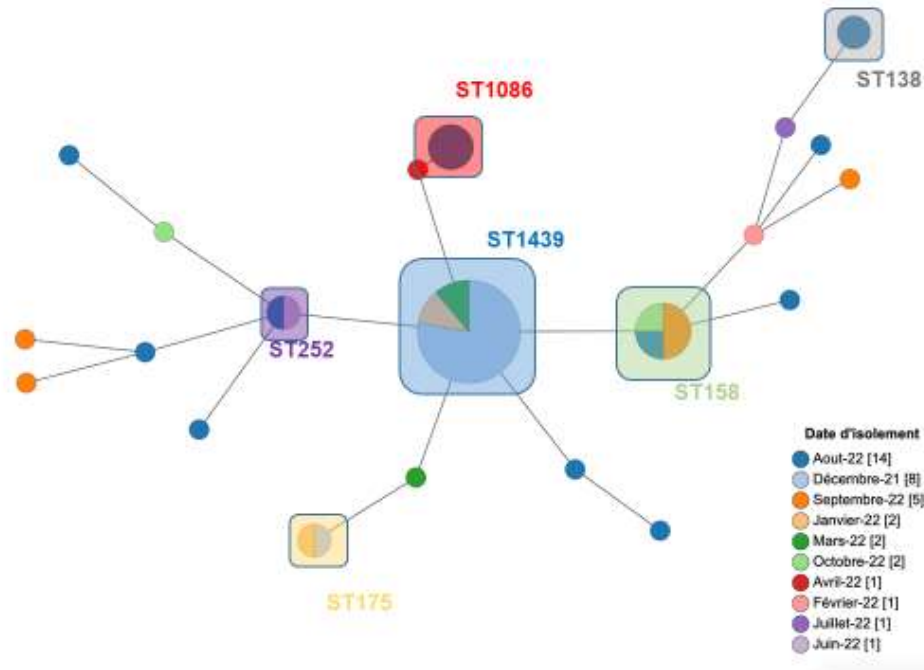 ST138
ST1086
ST1439
ST252
ST158
ST175
Date d'isolement
Aout-22 [14]
Décembre-21 [8]
Septembre-22 [5]
Janvier-22 [2]
Mars-22 [2]
Octobre-22 [2]
Avril-22 [1]
Février-22 [1]
Juillet-22 [1]
Juin-22 [1]